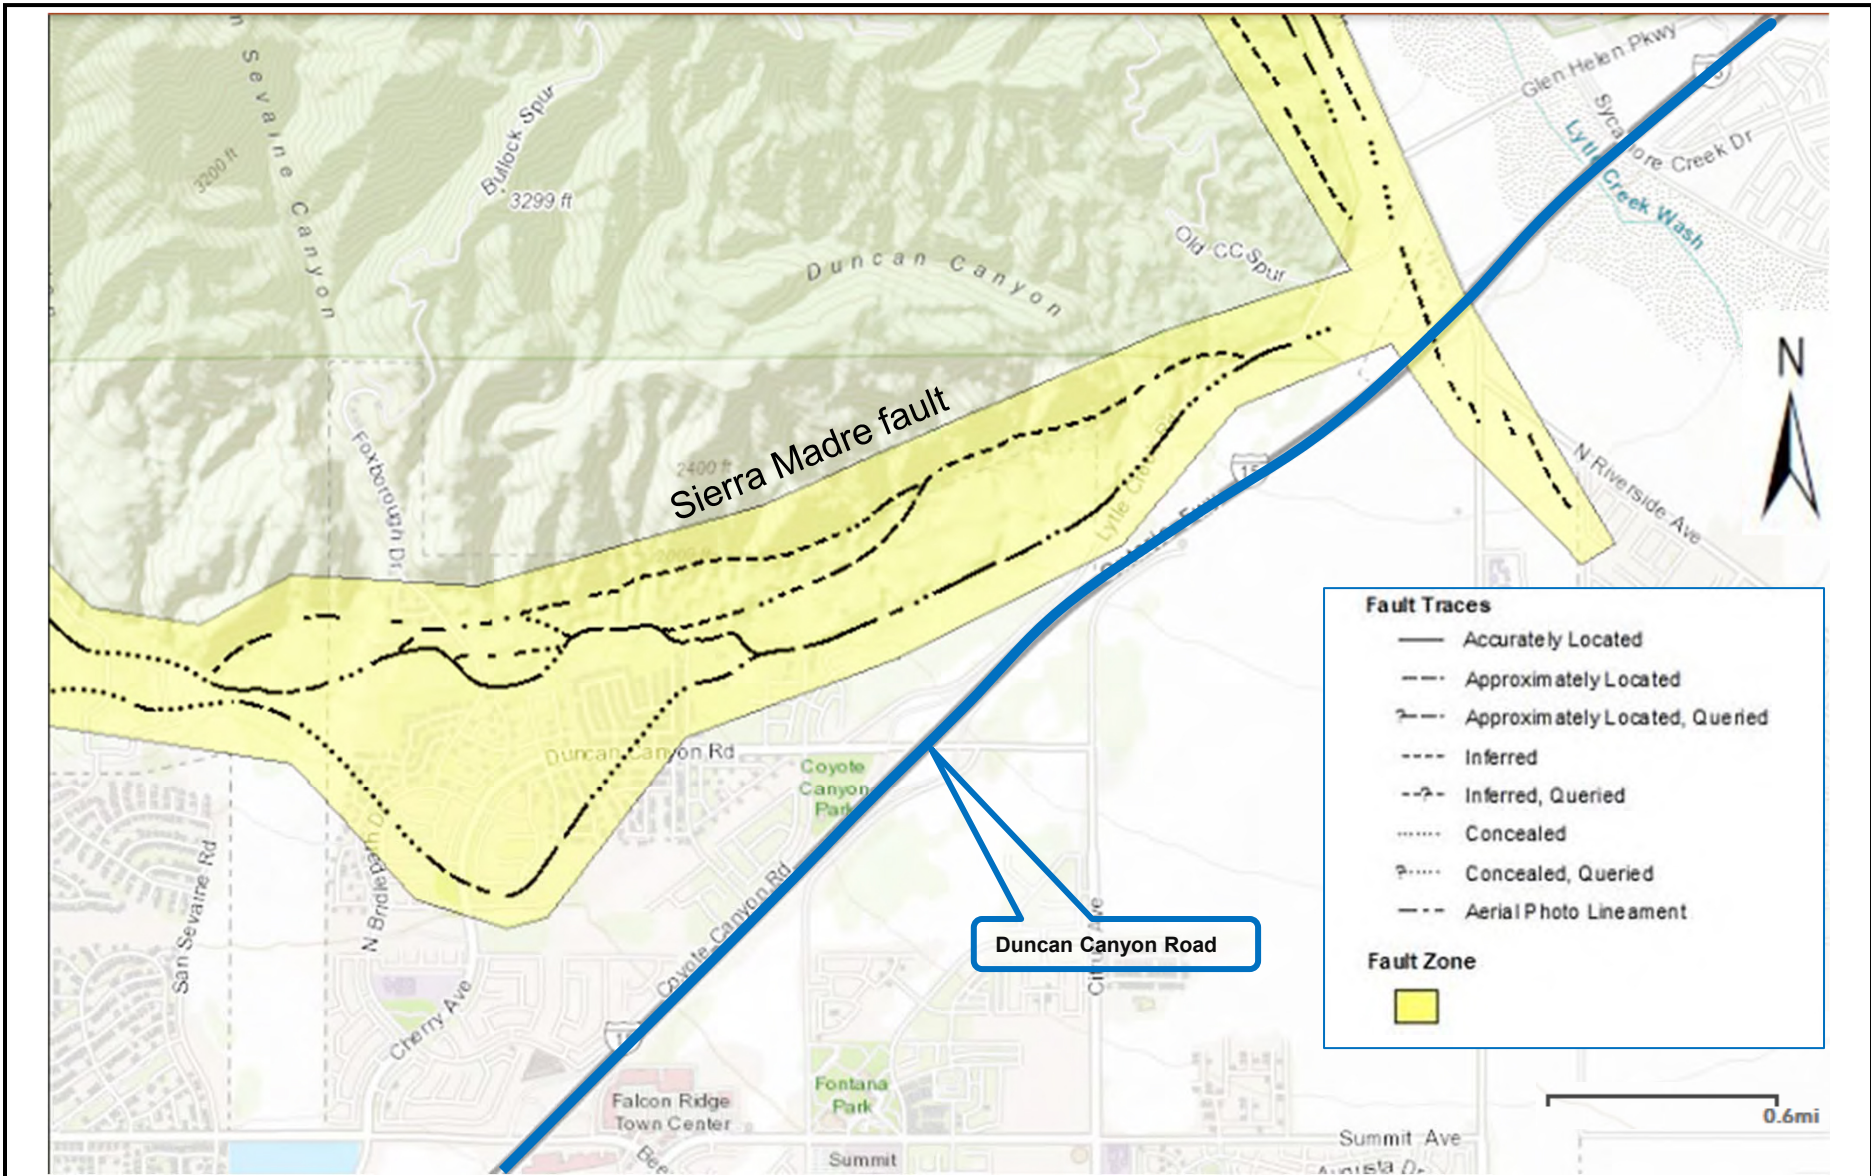 Sevaine Canyon
3200 ft
Bullock Spur
3299 ft
Duncan Canyon
Old CC Spur
Glen Helen Pkwy
Sycamore Creek Dr
Lytle Creek Wash
N
Foxborough Dr
Sierra Madre fault
2400 ft
2000 ft
15
N Riverside Ave
Duncan Canyon Rd
Coyote
Canyon
Park
San Sevaine Rd
Cherry Ave
Coyote Canyon Rd
Citrus Ave
Duncan Canyon Road
Fault Traces
Accurately Located
Approximately Located
?
Approximately Located, Queried
Inferred
?
Inferred, Queried
Concealed
?
Concealed, Queried
Aerial Photo Lineament
Fault Zone
0.6mi
Falcon Ridge
Town Center
Fontana
Park
Summit Ave
Summit